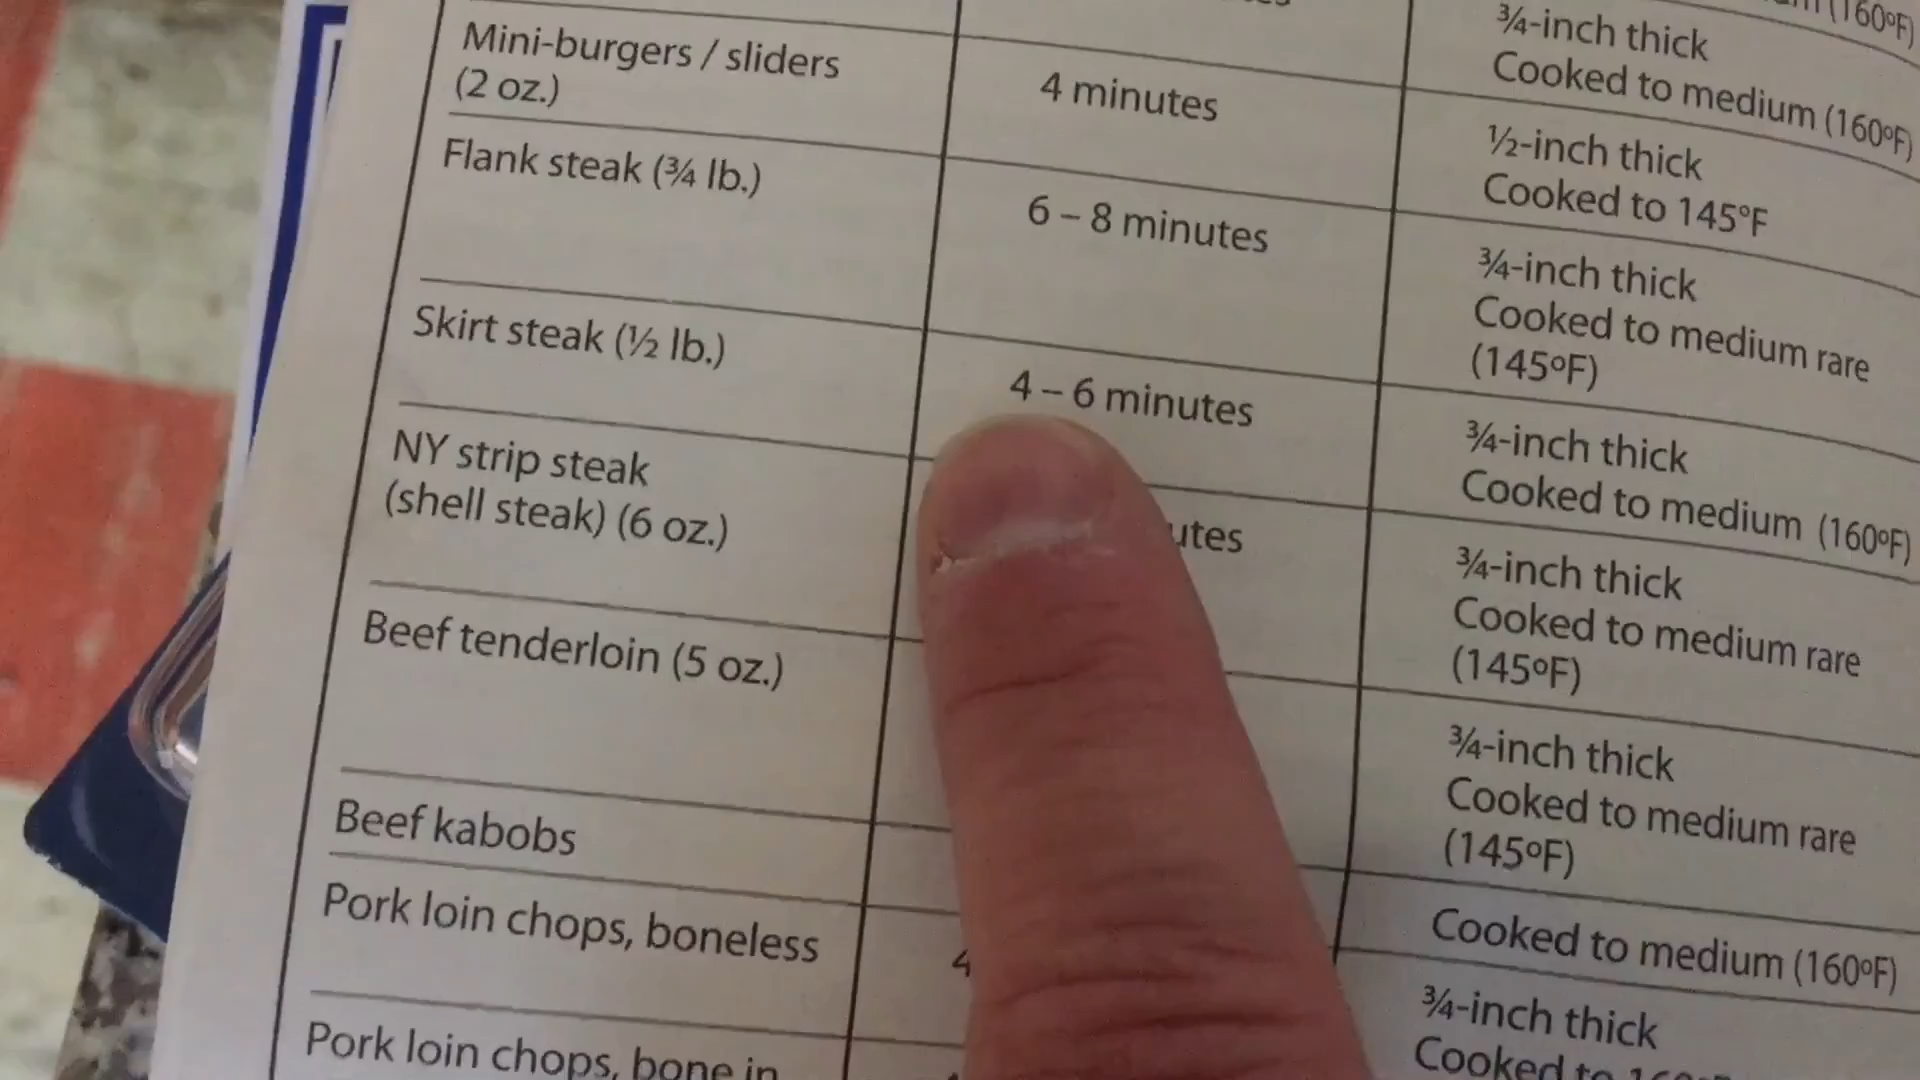 ¾-inch thick
Cooked to medium (160ºF)
Mini-burgers / sliders
(2 oz.)
4 minutes
½-inch thick
Cooked to 145ºF
Flank steak (¾ lb.)
6 – 8 minutes
¾-inch thick
Cooked to medium rare
(145ºF)
Skirt steak (½ lb.)
4 – 6 minutes
¾-inch thick
Cooked to medium (160ºF)
NY strip steak
(shell steak) (6 oz.)
¾-inch thick
Cooked to medium rare
(145ºF)
Beef tenderloin (5 oz.)
¾-inch thick
Cooked to medium rare
(145ºF)
Beef kabobs
Cooked to medium (160ºF)
Pork loin chops, boneless
4
¾-inch thick
Cooked to
Pork loin chops, bone in